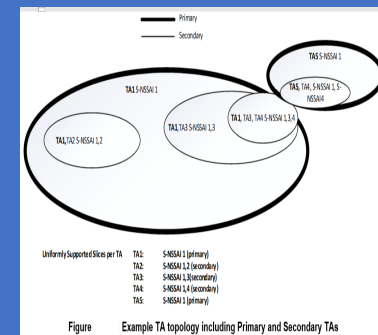 Primary
Secondary
TA5 S-NSSAI 1
TA1 S-NSSAI 1
TA5, TA4, S-NSSAI 1, S-
NSSAI4
TA1, TA3, TA4 S-NSSAI 1,3,4
TA1, TA3 S-NSSAI 1,3
TA1,TA2 S-NSSAI 1,2
Uniformly Supported Slices per TA TA1: S-NSSAI 1 (primary)
TA2: S-NSSAI 1,2 (secondary)
TA3: S-NSSAI 1,3(secondary)
TA4: S-NSSAI 1,4 (secondary)
TA5: S-NSSAI 1 (primary)
Figure Example TA topology including Primary and Secondary TAs